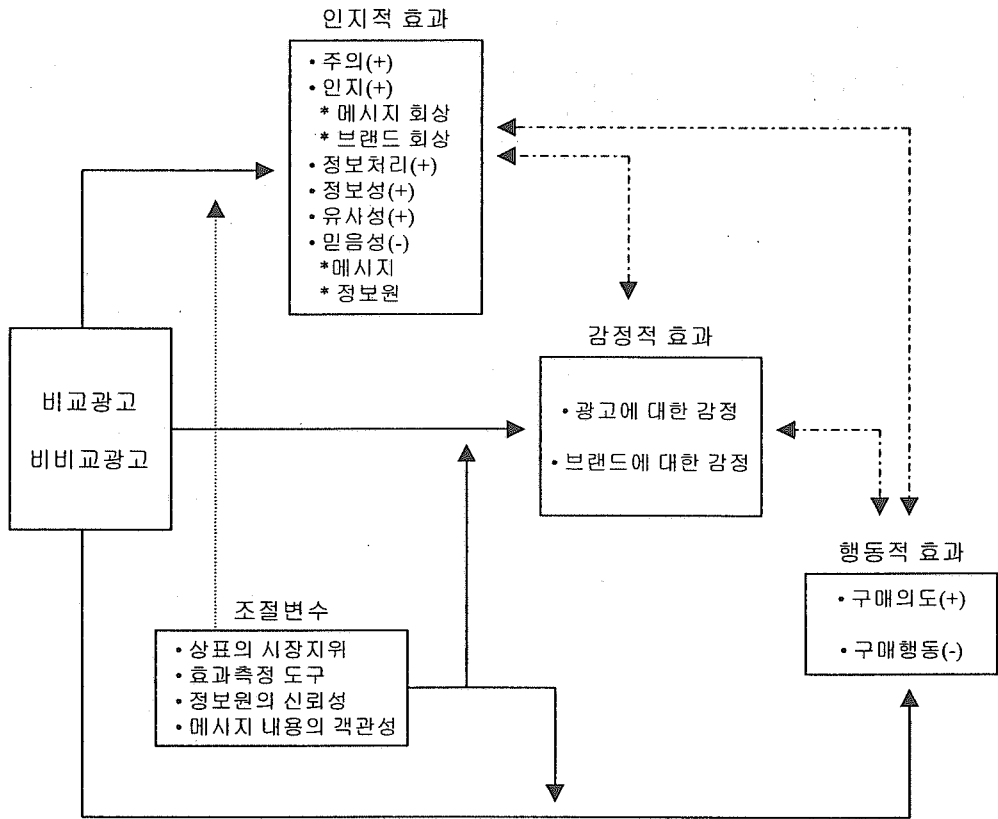 인지적 효과
• 주의(+)
• 인지(+)
* 메시지 회상
* 브랜드 회상
• 정보처리(+)
• 정보성(+)
• 유사성(+)
• 믿음성(-)
*메시지
* 정보원
감정적 효과
• 광고에 대한 감정
• 브랜드에 대한 감정
비교광고
비비교광고
행동적 효과
• 구매의도(+)
• 구매행동(-)
조절변수
• 상표의 시장지위
• 효과측정 도구
• 정보원의 신뢰성
• 메시지 내용의 객관성